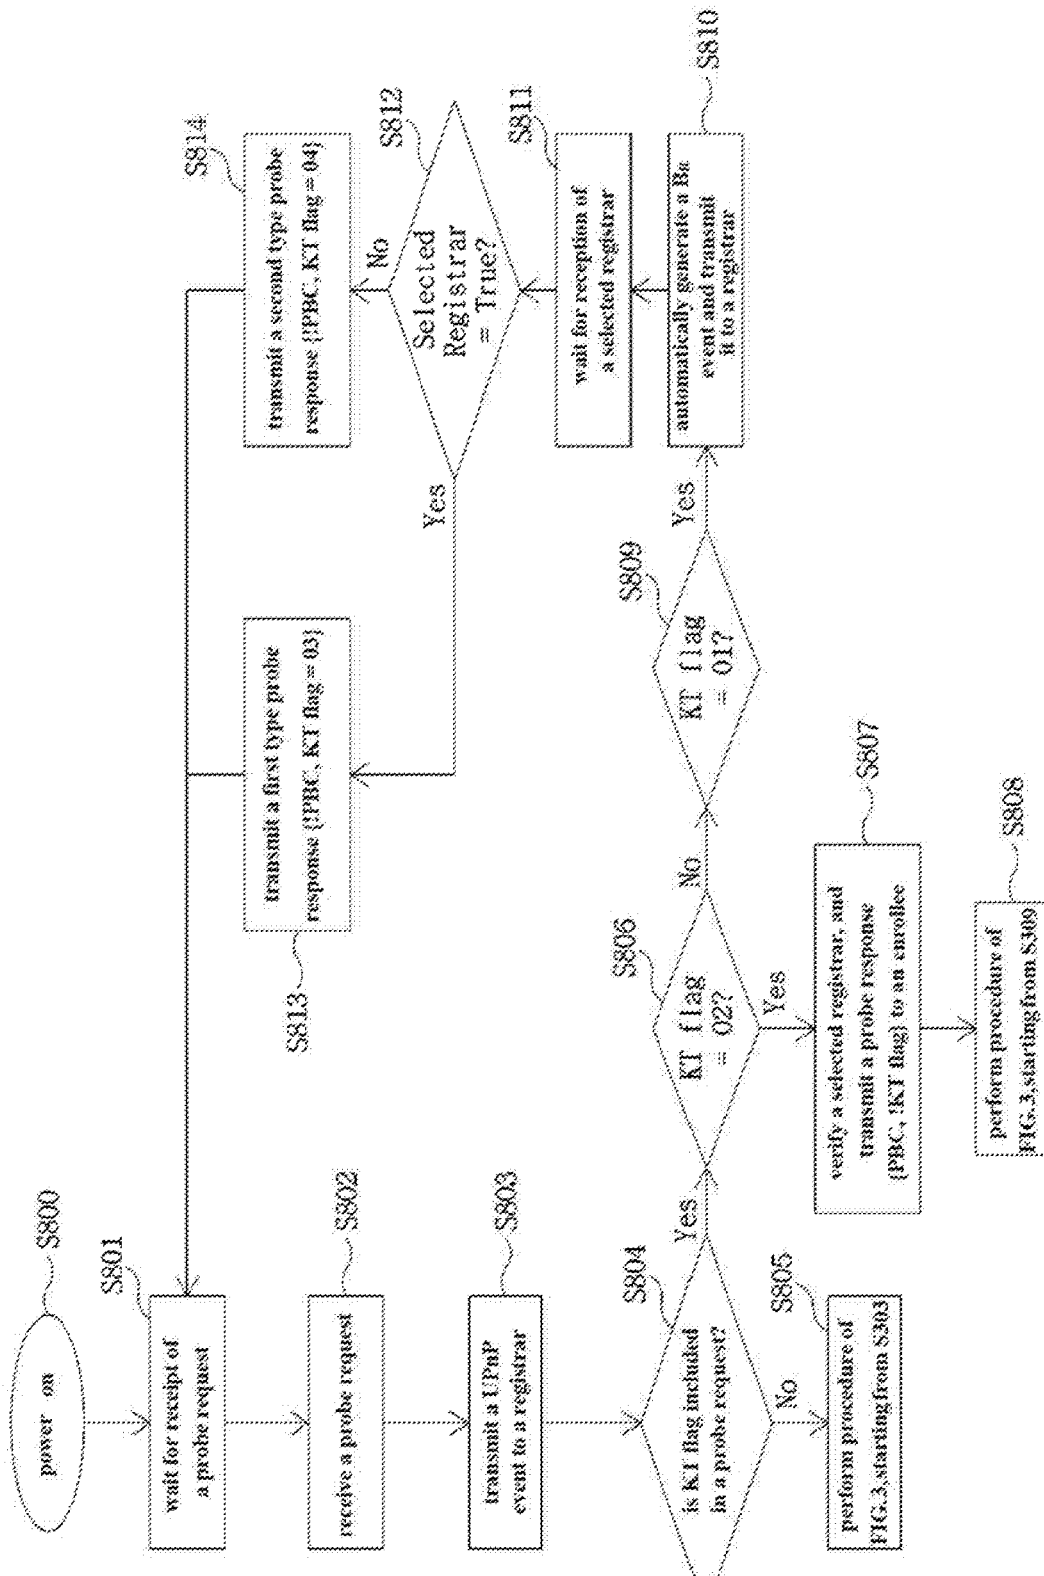 power on
S800
wait for receipt of
a probe request
S801
receive a probe request
S802
transmit a UPnP
event to a registrar
S803
is KT flag included
in a probe request?
S804
Yes
No
perform procedure of
FIG.3,starting from S303
S805
KT flag
= 02?
S806
No
Yes
verify a selected registrar, and
transmit a probe response
{PBC, !KT flag} to an enrollee
S807
perform procedure of
FIG.3,starting from S309
S808
KT flag
= 01?
S809
Yes
automatically generate a Ba
event and transmit
it to a registrar
S810
wait for reception of
a selected registrar
S811
Selected
Registrar
= True?
S812
Yes
No
transmit a first type probe
response {!PBC, KT flag = 03}
S813
transmit a second type probe
response {!PBC, KT flag = 04}
S814